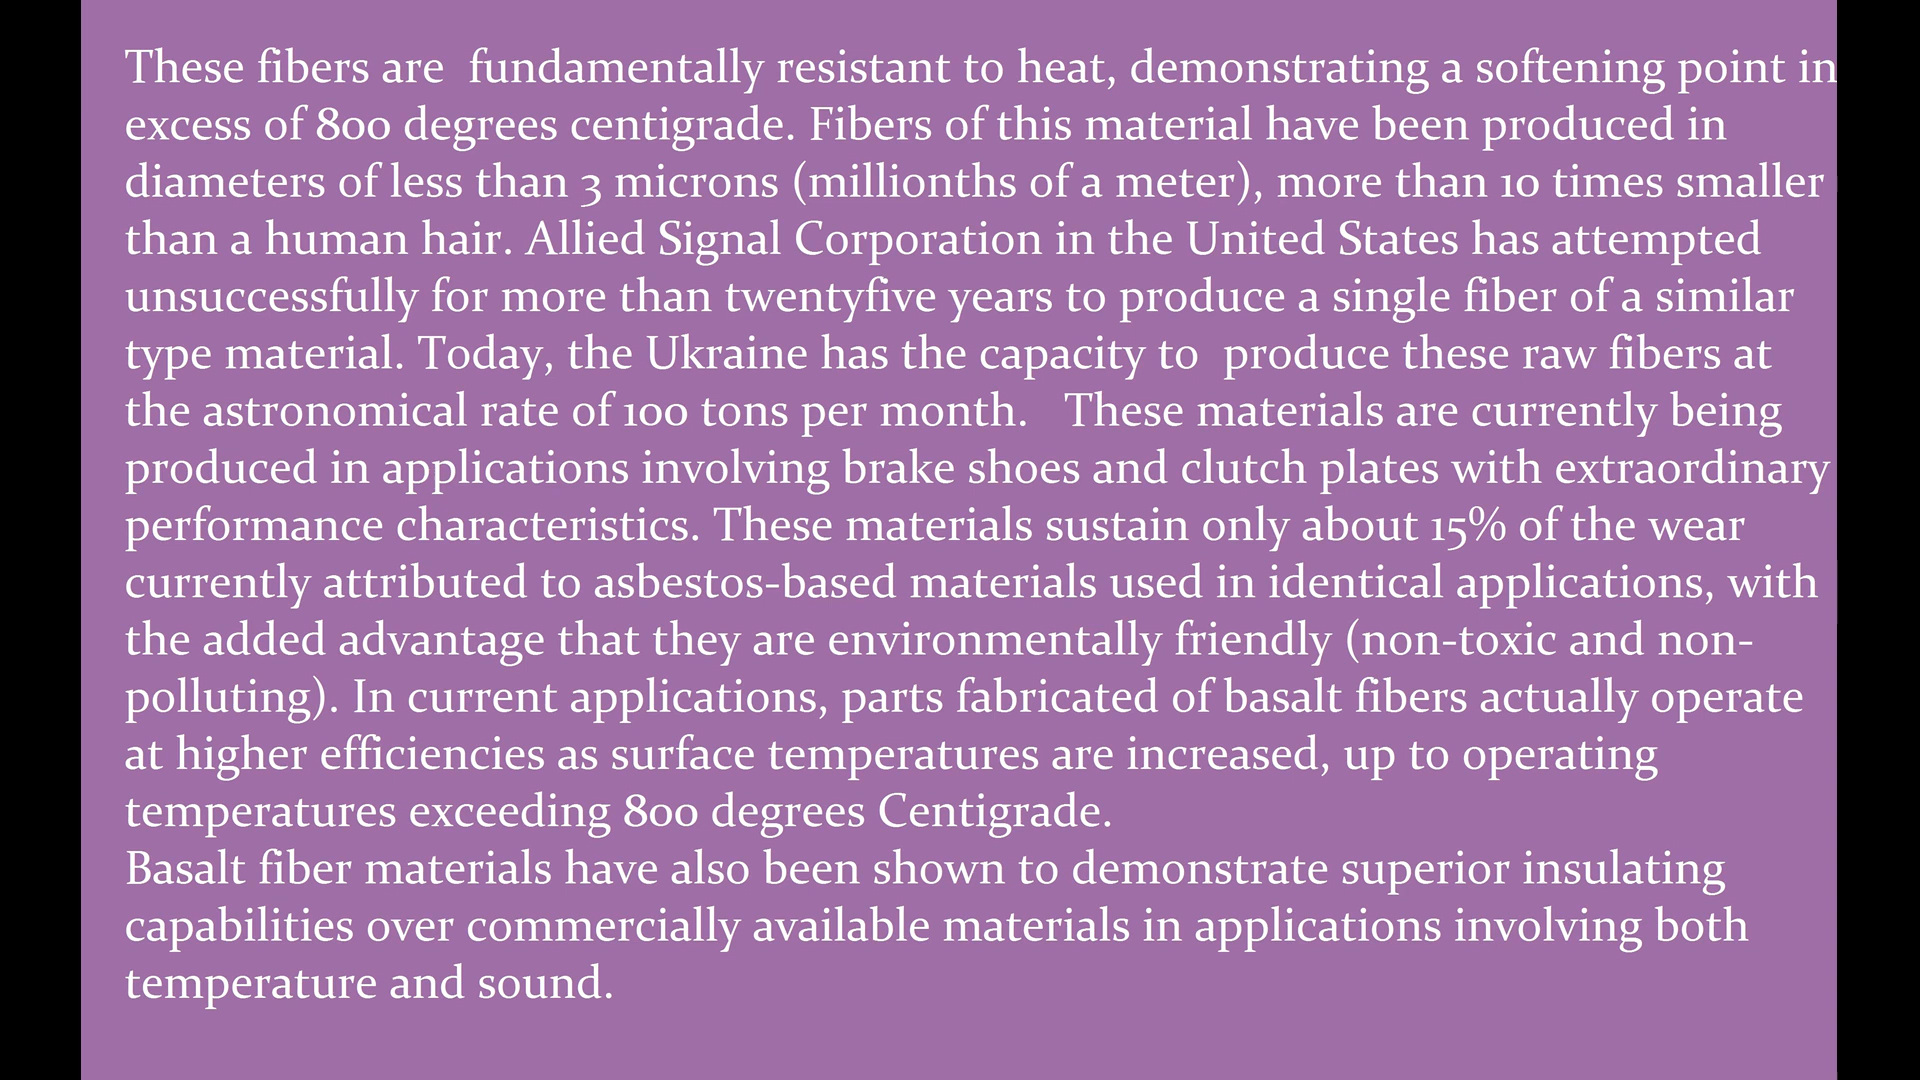 These fibers are  fundamentally resistant to heat, demonstrating a softening point in
excess of 800 degrees centigrade. Fibers of this material have been produced in
diameters of less than 3 microns (millionths of a meter), more than 10 times smaller
than a human hair. Allied Signal Corporation in the United States has attempted
unsuccessfully for more than twentyfive years to produce a single fiber of a similar
type material. Today, the Ukraine has the capacity to  produce these raw fibers at
the astronomical rate of 100 tons per month.   These materials are currently being
produced in applications involving brake shoes and clutch plates with extraordinary
performance characteristics. These materials sustain only about 15% of the wear
currently attributed to asbestos-based materials used in identical applications, with
the added advantage that they are environmentally friendly (non-toxic and non-
polluting). In current applications, parts fabricated of basalt fibers actually operate
at higher efficiencies as surface temperatures are increased, up to operating
temperatures exceeding 800 degrees Centigrade.
Basalt fiber materials have also been shown to demonstrate superior insulating
capabilities over commercially available materials in applications involving both
temperature and sound.